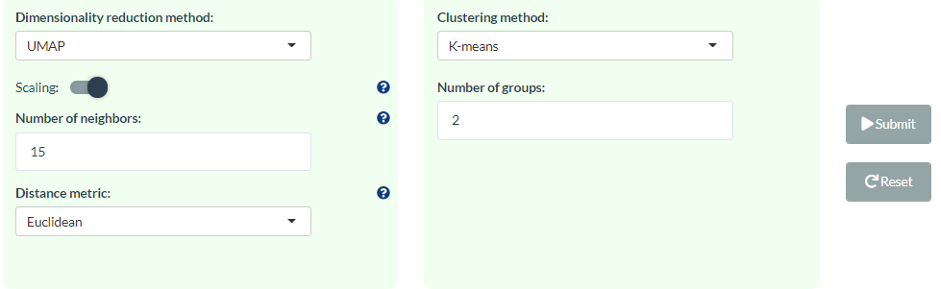 Dimensionality reduction method:
UMAP
Scaling:
Number of neighbors:
15
Distance metric:
Euclidean
Clustering method:
K-means
Number of groups:
2
Submit
Reset